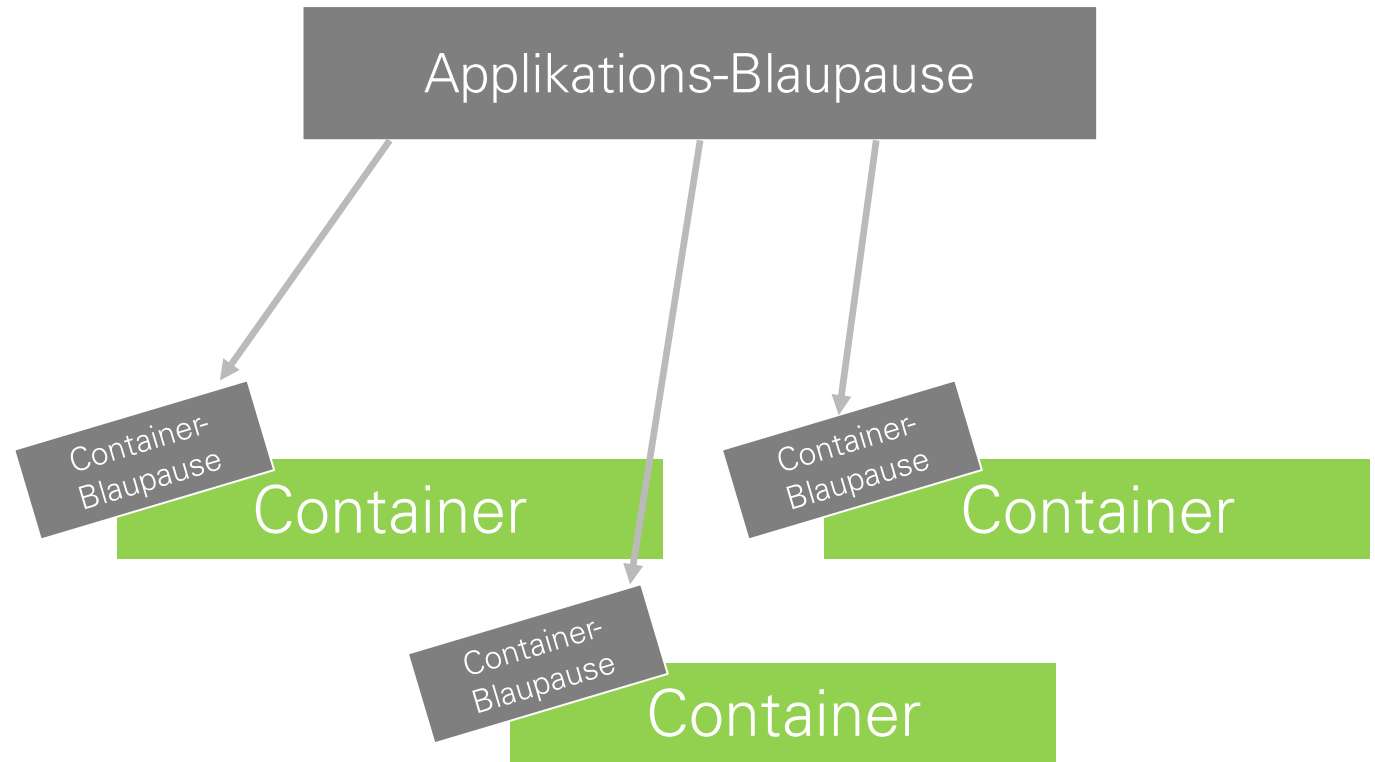 Applikations-Blaupause
Container-
Blaupause
Container
Container-
Blaupause
Container
Container-
Blaupause
Container